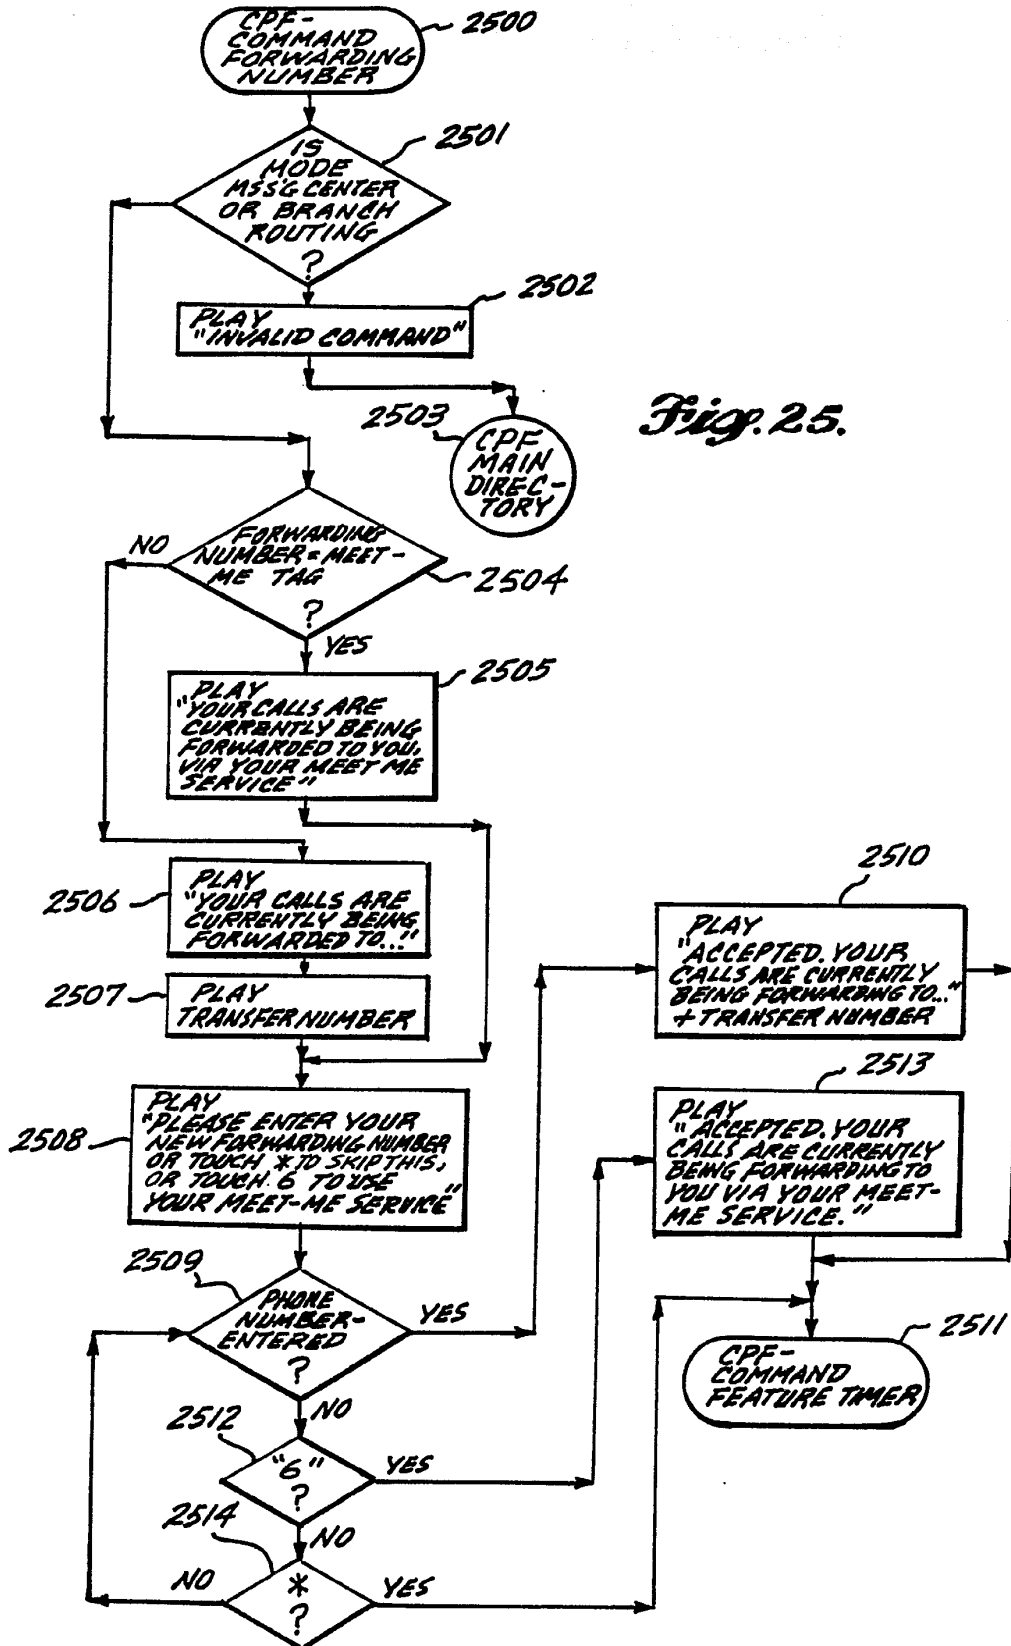 CPF-
COMMAND
FORWARDING
NUMBER
2500
IS
MODE
MSS'G CENTER
OR BRANCH
ROUTING
?
2501
PLAY
"INVALID COMMAND"
2502
2503
CPF
MAIN
DIREC-
TORY
Fig. 25.
FORWARDING
NUMBER = MEET-
ME TAG
?
NO
2504
YES
PLAY
"YOUR CALLS ARE
CURRENTLY BEING
FORWARDED TO YOU,
VIA YOUR MEET ME
SERVICE"
2505
2506
PLAY
"YOUR CALLS ARE
CURRENTLY BEING
FORWARDED TO..."
2507
PLAY
TRANSFER NUMBER
2508
PLAY
"PLEASE ENTER YOUR
NEW FORWARDING NUMBER
OR TOUCH * TO SKIP THIS,
OR TOUCH 6 TO USE
YOUR MEET-ME SERVICE"
2510
PLAY
"ACCEPTED. YOUR
CALLS ARE CURRENTLY
BEING FORWARDING TO..."
+ TRANSFER NUMBER
2513
PLAY
"ACCEPTED. YOUR
CALLS ARE CURRENTLY
BEING FORWARDING TO
YOU VIA YOUR MEET-
ME SERVICE."
2509
PHONE
NUMBER-
ENTERED
?
YES
NO
2511
CPF-
COMMAND
FEATURE TIMER
2512
"6"
?
YES
NO
2514
*
?
NO
YES